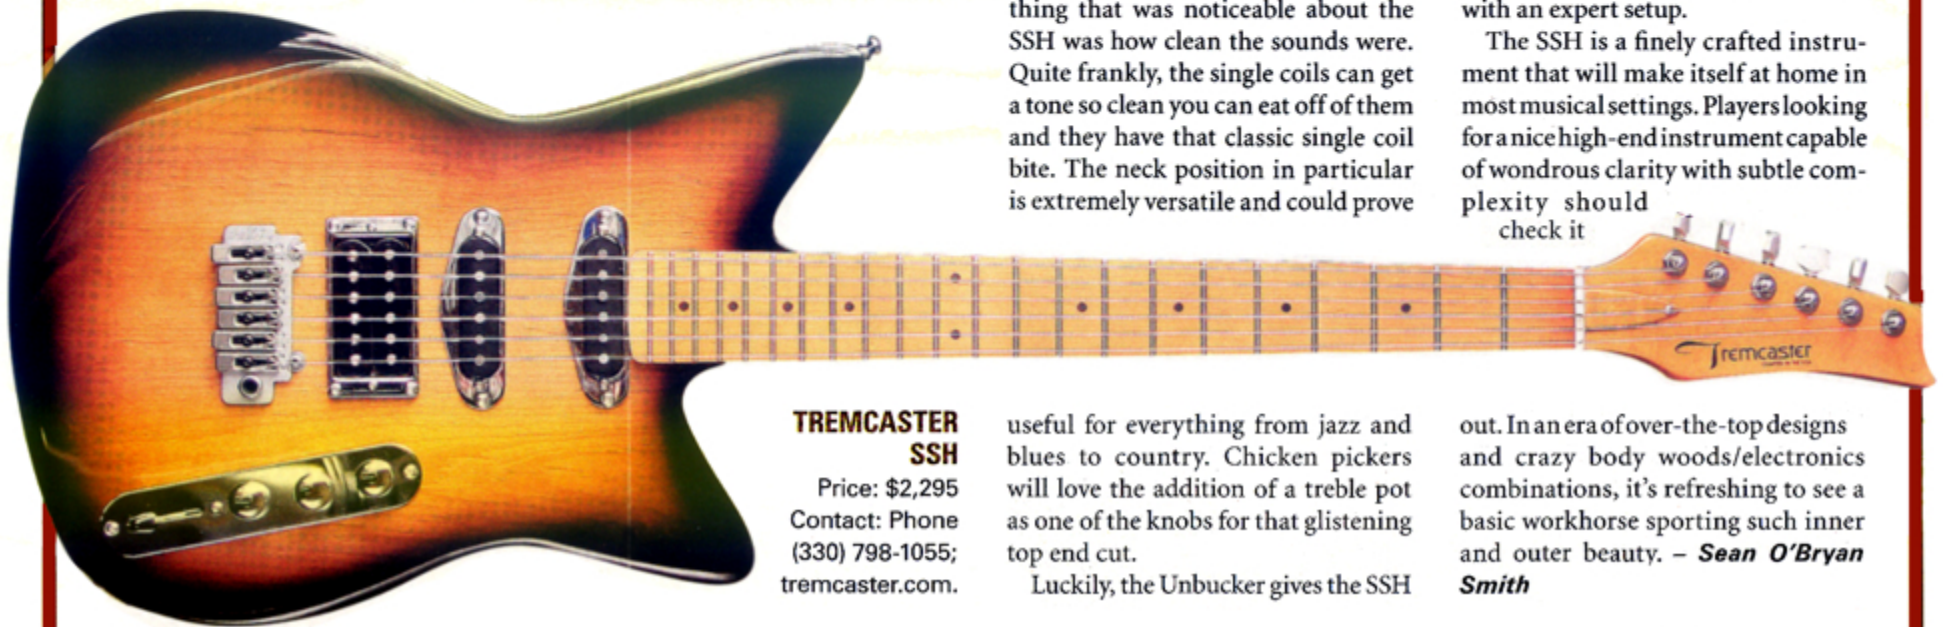 thing that was noticeable about the
SSH was how clean the sounds were.
Quite frankly, the single coils can get
a tone so clean you can eat off of them
and they have that classic single coil
bite. The neck position in particular
is extremely versatile and could prove
useful for everything from jazz and
blues to country. Chicken pickers
will love the addition of a treble pot
as one of the knobs for that glistening
top end cut.
Luckily, the Unbucker gives the SSH
with an expert setup.
The SSH is a finely crafted instru-
ment that will make itself at home in
most musical settings. Players looking
for a nice high-end instrument capable
of wondrous clarity with subtle com-
plexity should
check it
out. In an era of over-the-top designs
and crazy body woods/electronics
combinations, it's refreshing to see a
basic workhorse sporting such inner
and outer beauty. – Sean O'Bryan
Smith
Tremcaster
TREMCASTER
SSH
Price: $2,295
Contact: Phone
(330) 798-1055;
tremcaster.com.